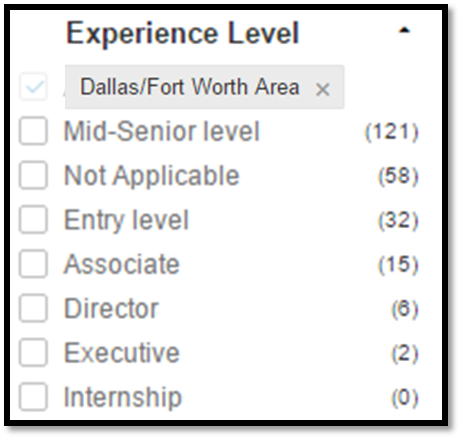 Experience Level
Dallas/Fort Worth Area ×
Mid-Senior level (121)
Not Applicable (58)
Entry level (32)
Associate (15)
Director (6)
Executive (2)
Internship (0)